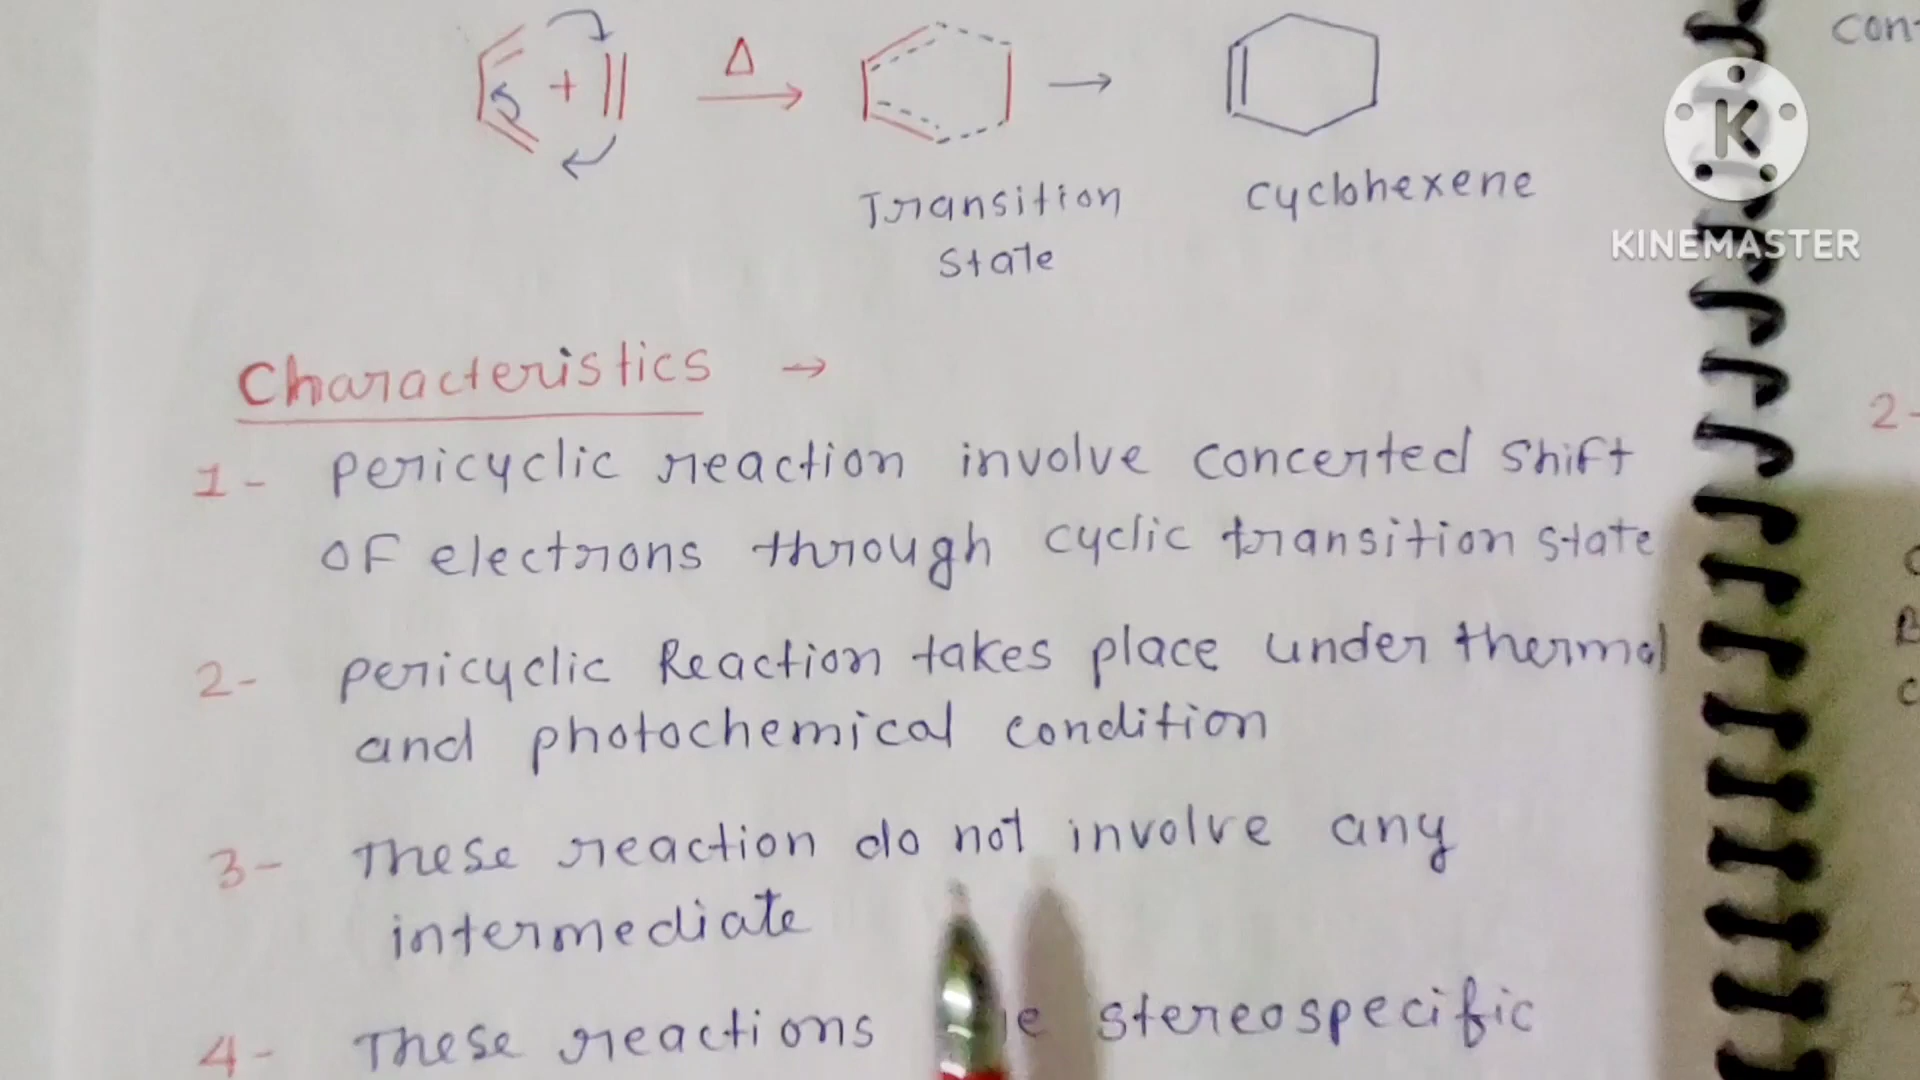 + Δ
Transition
State
Cyclohexene
K
KINEMASTER
Characteristics →
1- Pericyclic reaction involve concerted shift
of electrons through cyclic transition state
2- Pericyclic Reaction takes place under thermal
and photochemical condition
3- These reaction do not involve any
intermediate
4- These reactions stereospecific
2-
3